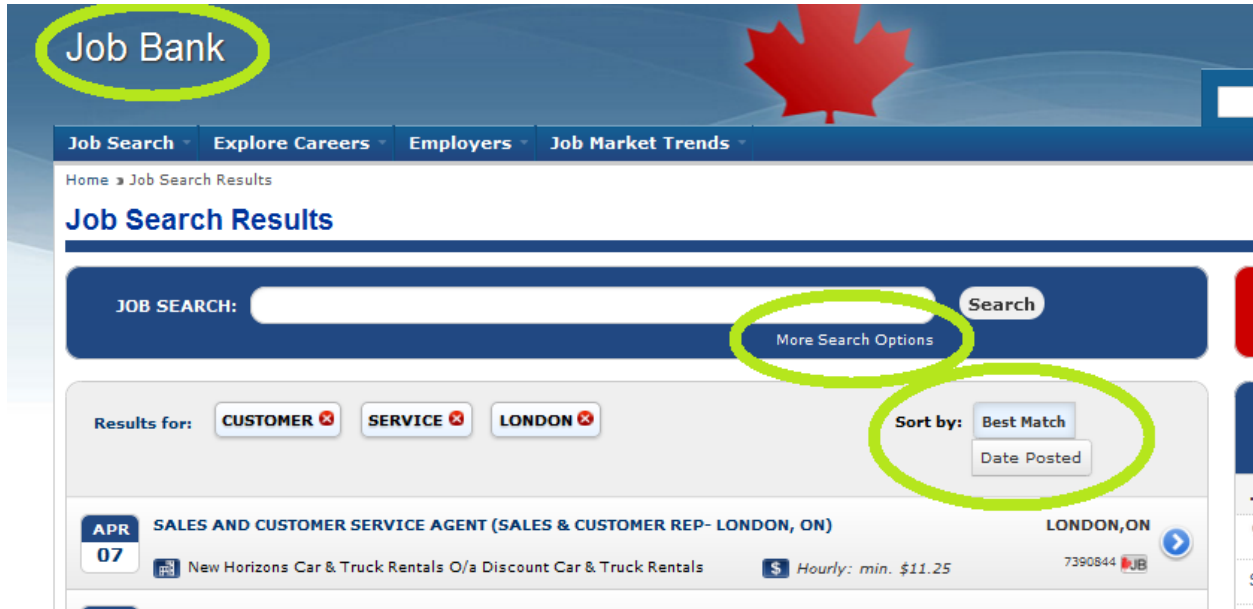 Job Bank
Job Search Explore Careers Employers Job Market Trends
Home Job Search Results
Job Search Results
JOB SEARCH: Search
More Search Options
Results for: CUSTOMER SERVICE LONDON Sort by: Best Match
Date Posted
APR 07 SALES AND CUSTOMER SERVICE AGENT (SALES & CUSTOMER REP- LONDON, ON) LONDON,ON
New Horizons Car & Truck Rentals O/a Discount Car & Truck Rentals $ Hourly: min. $11.25 7390844 JB